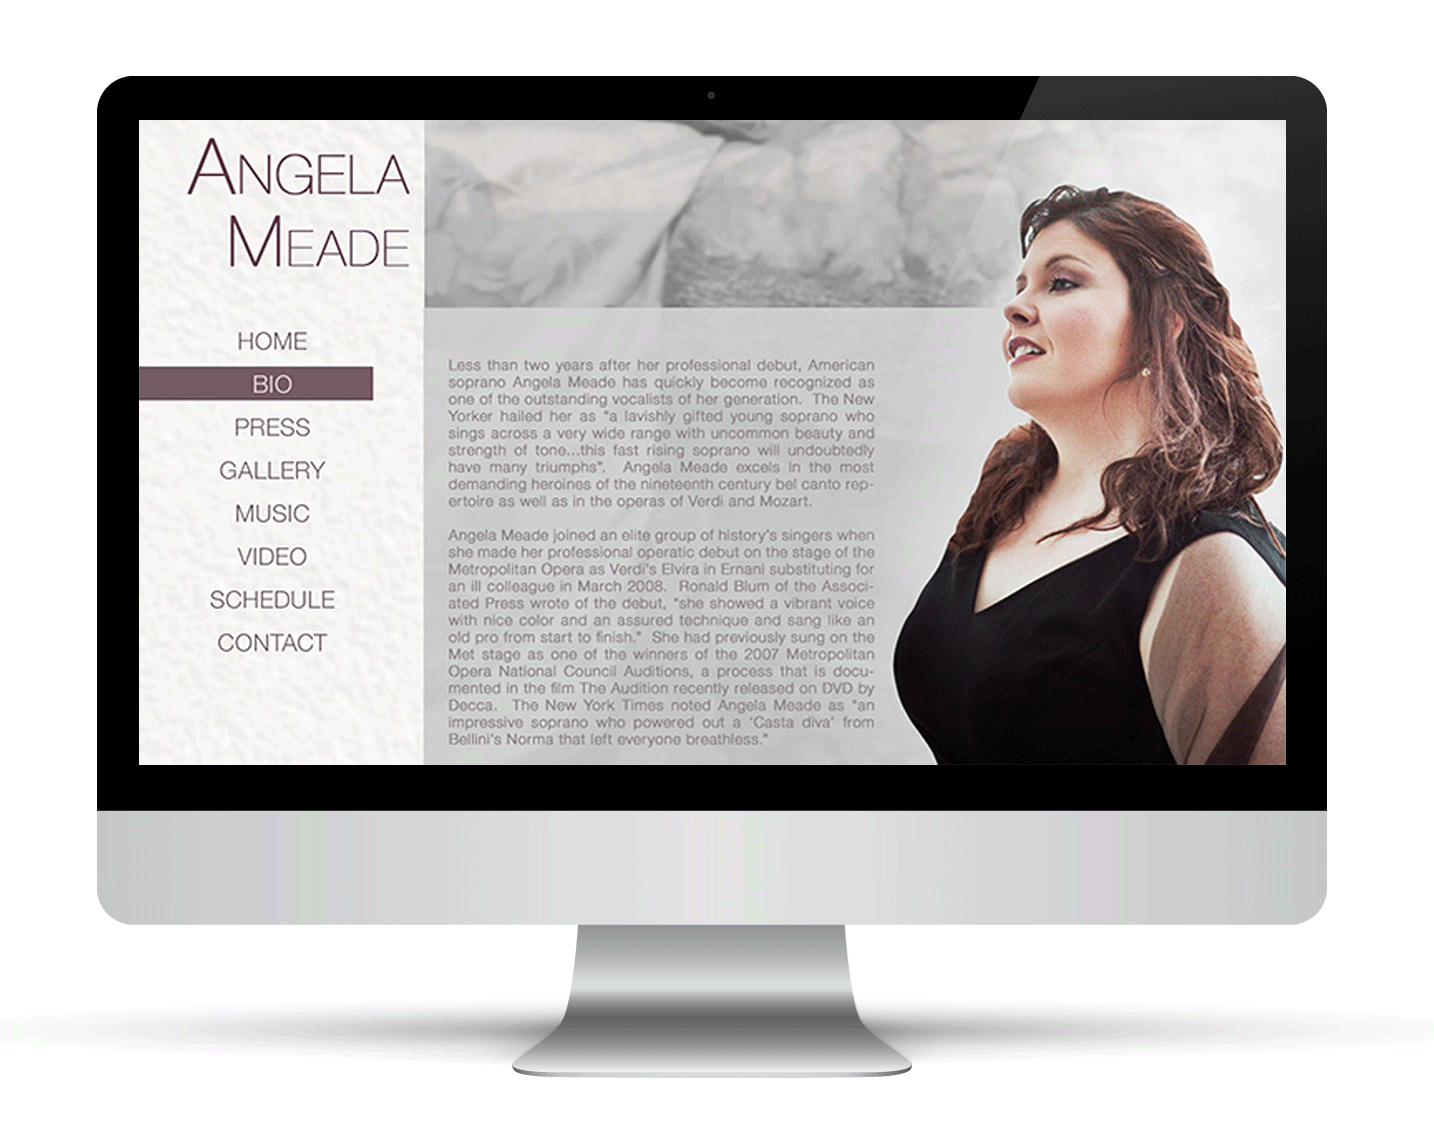 ANGELA
MEADE
HOME
BIO
PRESS
GALLERY
MUSIC
VIDEO
SCHEDULE
CONTACT
Less than two years after her professional debut, American
soprano Angela Meade has quickly become recognized as
one of the outstanding vocalists of her generation.  The New
Yorker hailed her as “a lavishly gifted young soprano who
sings across a very wide range with uncommon beauty and
strength of tone...this fast rising soprano will undoubtedly
have many triumphs”.  Angela Meade excels in the most
demanding heroines of the nineteenth century bel canto rep-
ertoire as well as in the operas of Verdi and Mozart.
Angela Meade joined an elite group of history’s singers when
she made her professional operatic debut on the stage of the
Metropolitan Opera as Verdi’s Elvira in Ernani substituting for
an ill colleague in March 2008.  Ronald Blum of the Associ-
ated Press wrote of the debut, “she showed a vibrant voice
with nice color and an assured technique and sang like an
old pro from start to finish.”  She had previously sung on the
Met stage as one of the winners of the 2007 Metropolitan
Opera National Council Auditions, a process that is docu-
mented in the film The Audition recently released on DVD by
Decca.  The New York Times noted Angela Meade as “an
impressive soprano who powered out a ‘Casta diva’ from
Bellini’s Norma that left everyone breathless.”